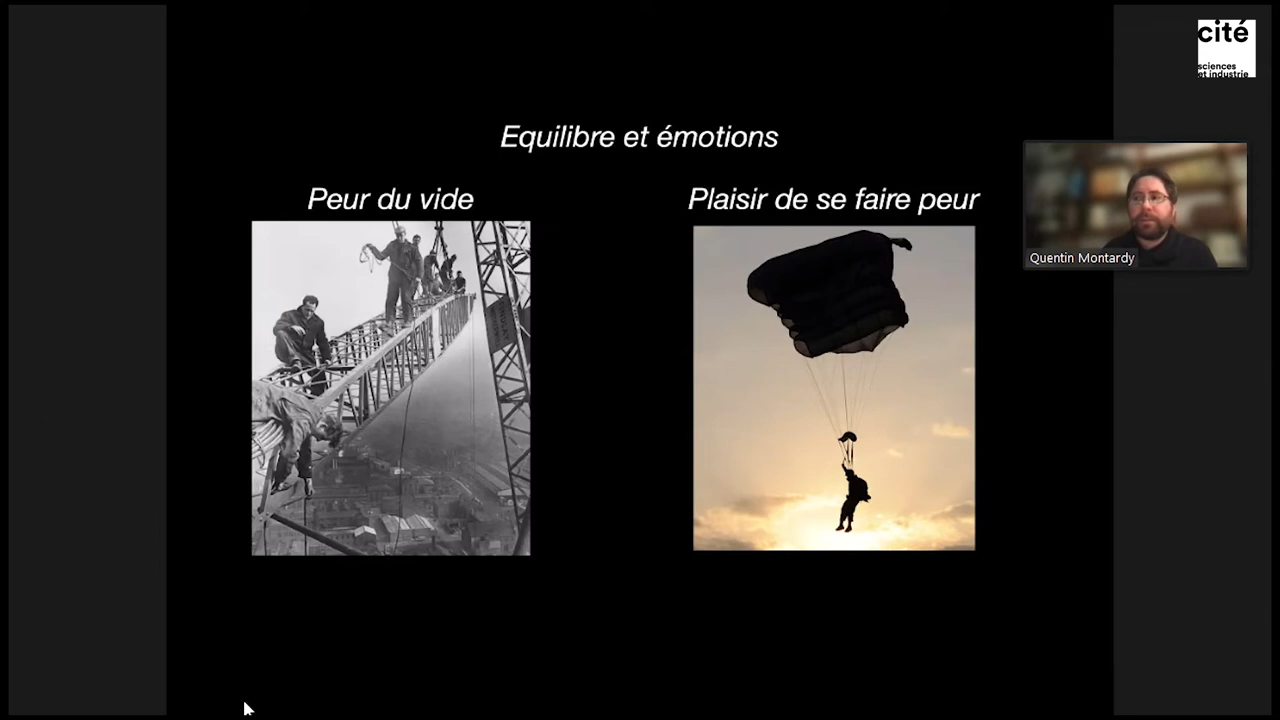 cité
sciences
et industrie
Equilibre et émotions
Peur du vide
Plaisir de se faire peur
Quentin Montardy